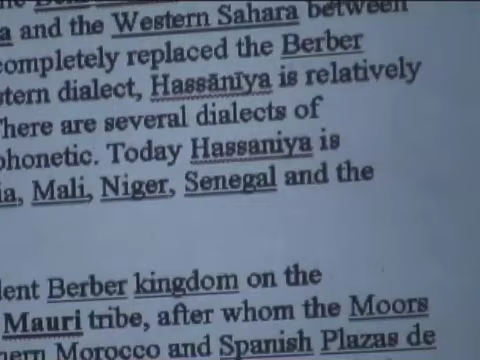 and the Western Sahara between
completely replaced the Berber
dialect, Hassānīya is relatively
There are several dialects of
phonetic. Today Hassaniya is
ia, Mali, Niger, Senegal and the
dent Berber kingdom on the
Mauri tribe, after whom the Moors
ern Morocco and Spanish Plazas de